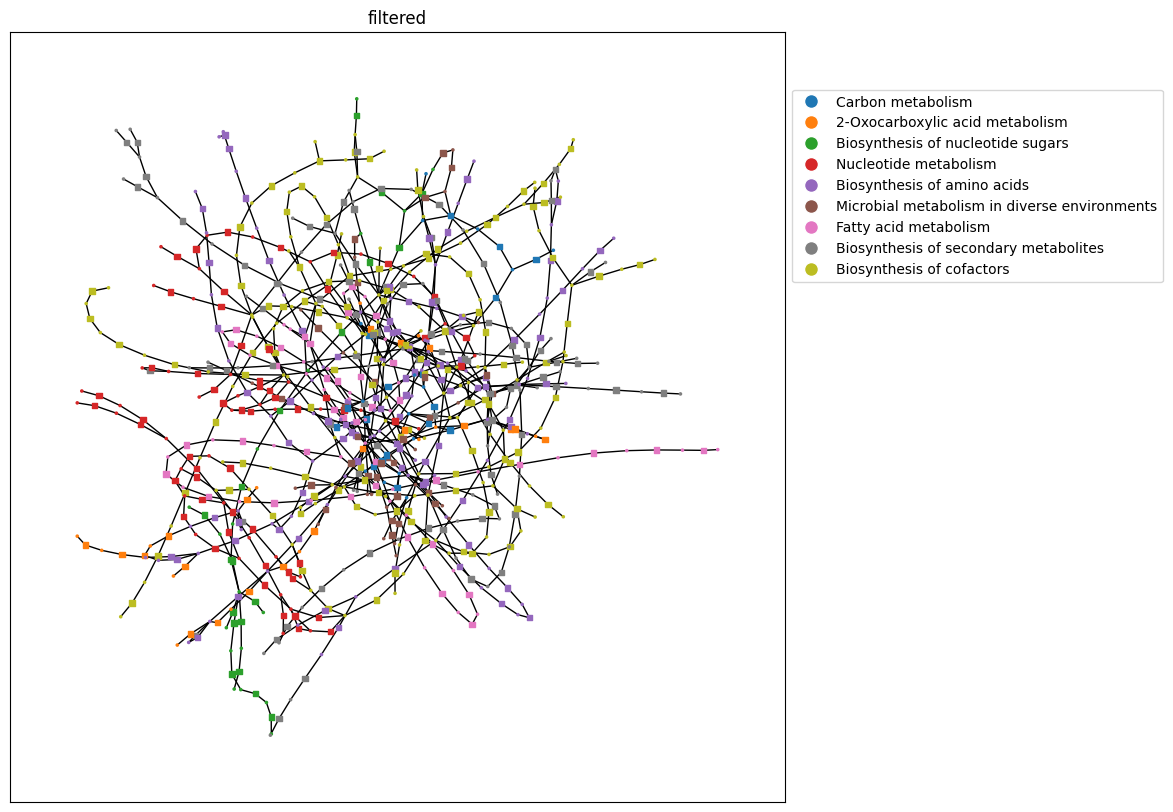 filtered
Carbon metabolism
2-Oxocarboxylic acid metabolism
Biosynthesis of nucleotide sugars
Nucleotide metabolism
Biosynthesis of amino acids
Microbial metabolism in diverse environments
Fatty acid metabolism
Biosynthesis of secondary metabolites
Biosynthesis of cofactors